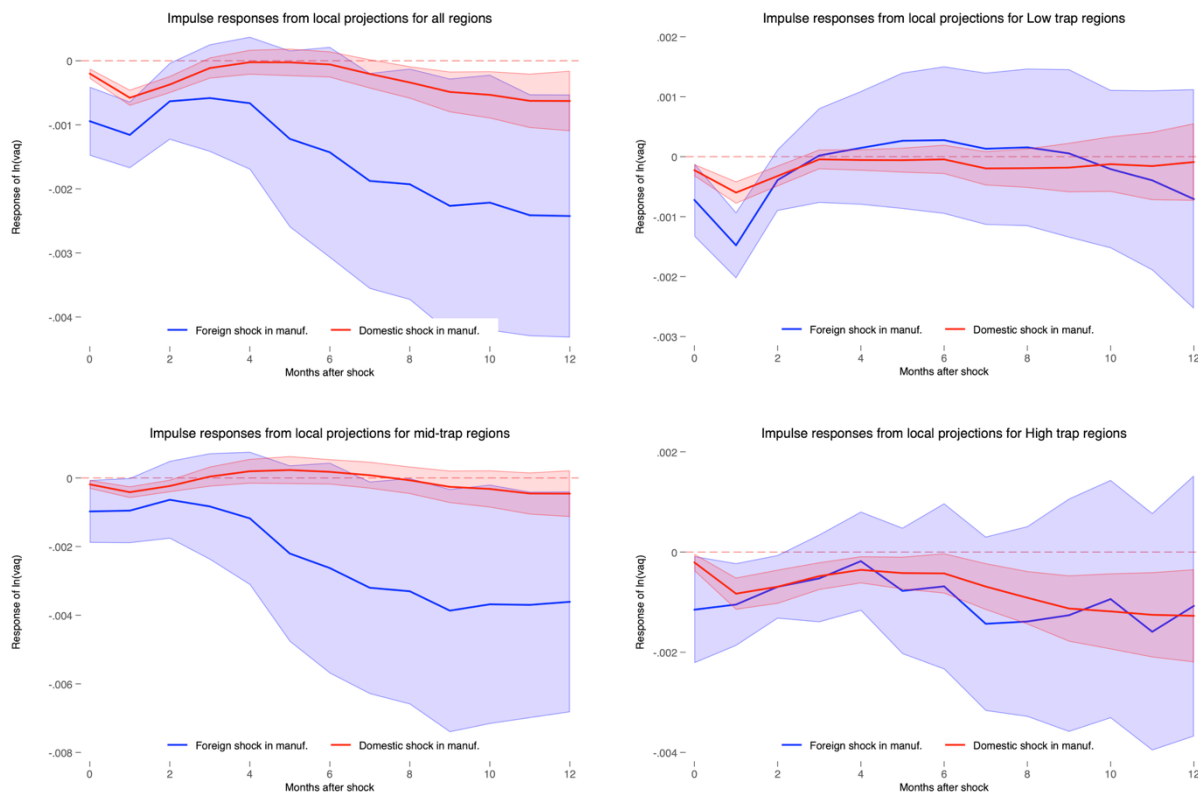 Impulse responses from local projections for all regions
0
-.001
-.002
-.003
-.004
Response of ln(vaq)
Foreign shock in manuf. Domestic shock in manuf.
0 2 4 6 8 10 12
Months after shock
Impulse responses from local projections for Low trap regions
.002
.001
0
-.001
-.002
-.003
Response of ln(vaq)
Foreign shock in manuf. Domestic shock in manuf.
0 2 4 6 8 10 12
Months after shock
Impulse responses from local projections for mid-trap regions
0
-.002
-.004
-.006
-.008
Response of ln(vaq)
Foreign shock in manuf. Domestic shock in manuf.
0 2 4 6 8 10 12
Months after shock
Impulse responses from local projections for High trap regions
.002
0
-.002
-.004
Response of ln(vaq)
Foreign shock in manuf. Domestic shock in manuf.
0 2 4 6 8 10 12
Months after shock